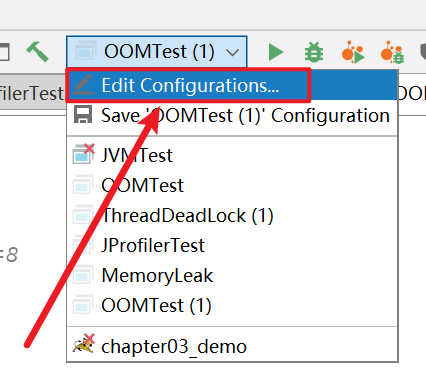 OOMTest (1)
filerTest
Edit Configurations...
OO
Save 'OOMTest (1)' Configuration
JVMTest
OOMTest
ThreadDeadLock (1)
=8
JProfilerTest
MemoryLeak
OOMTest (1)
chapter03_demo